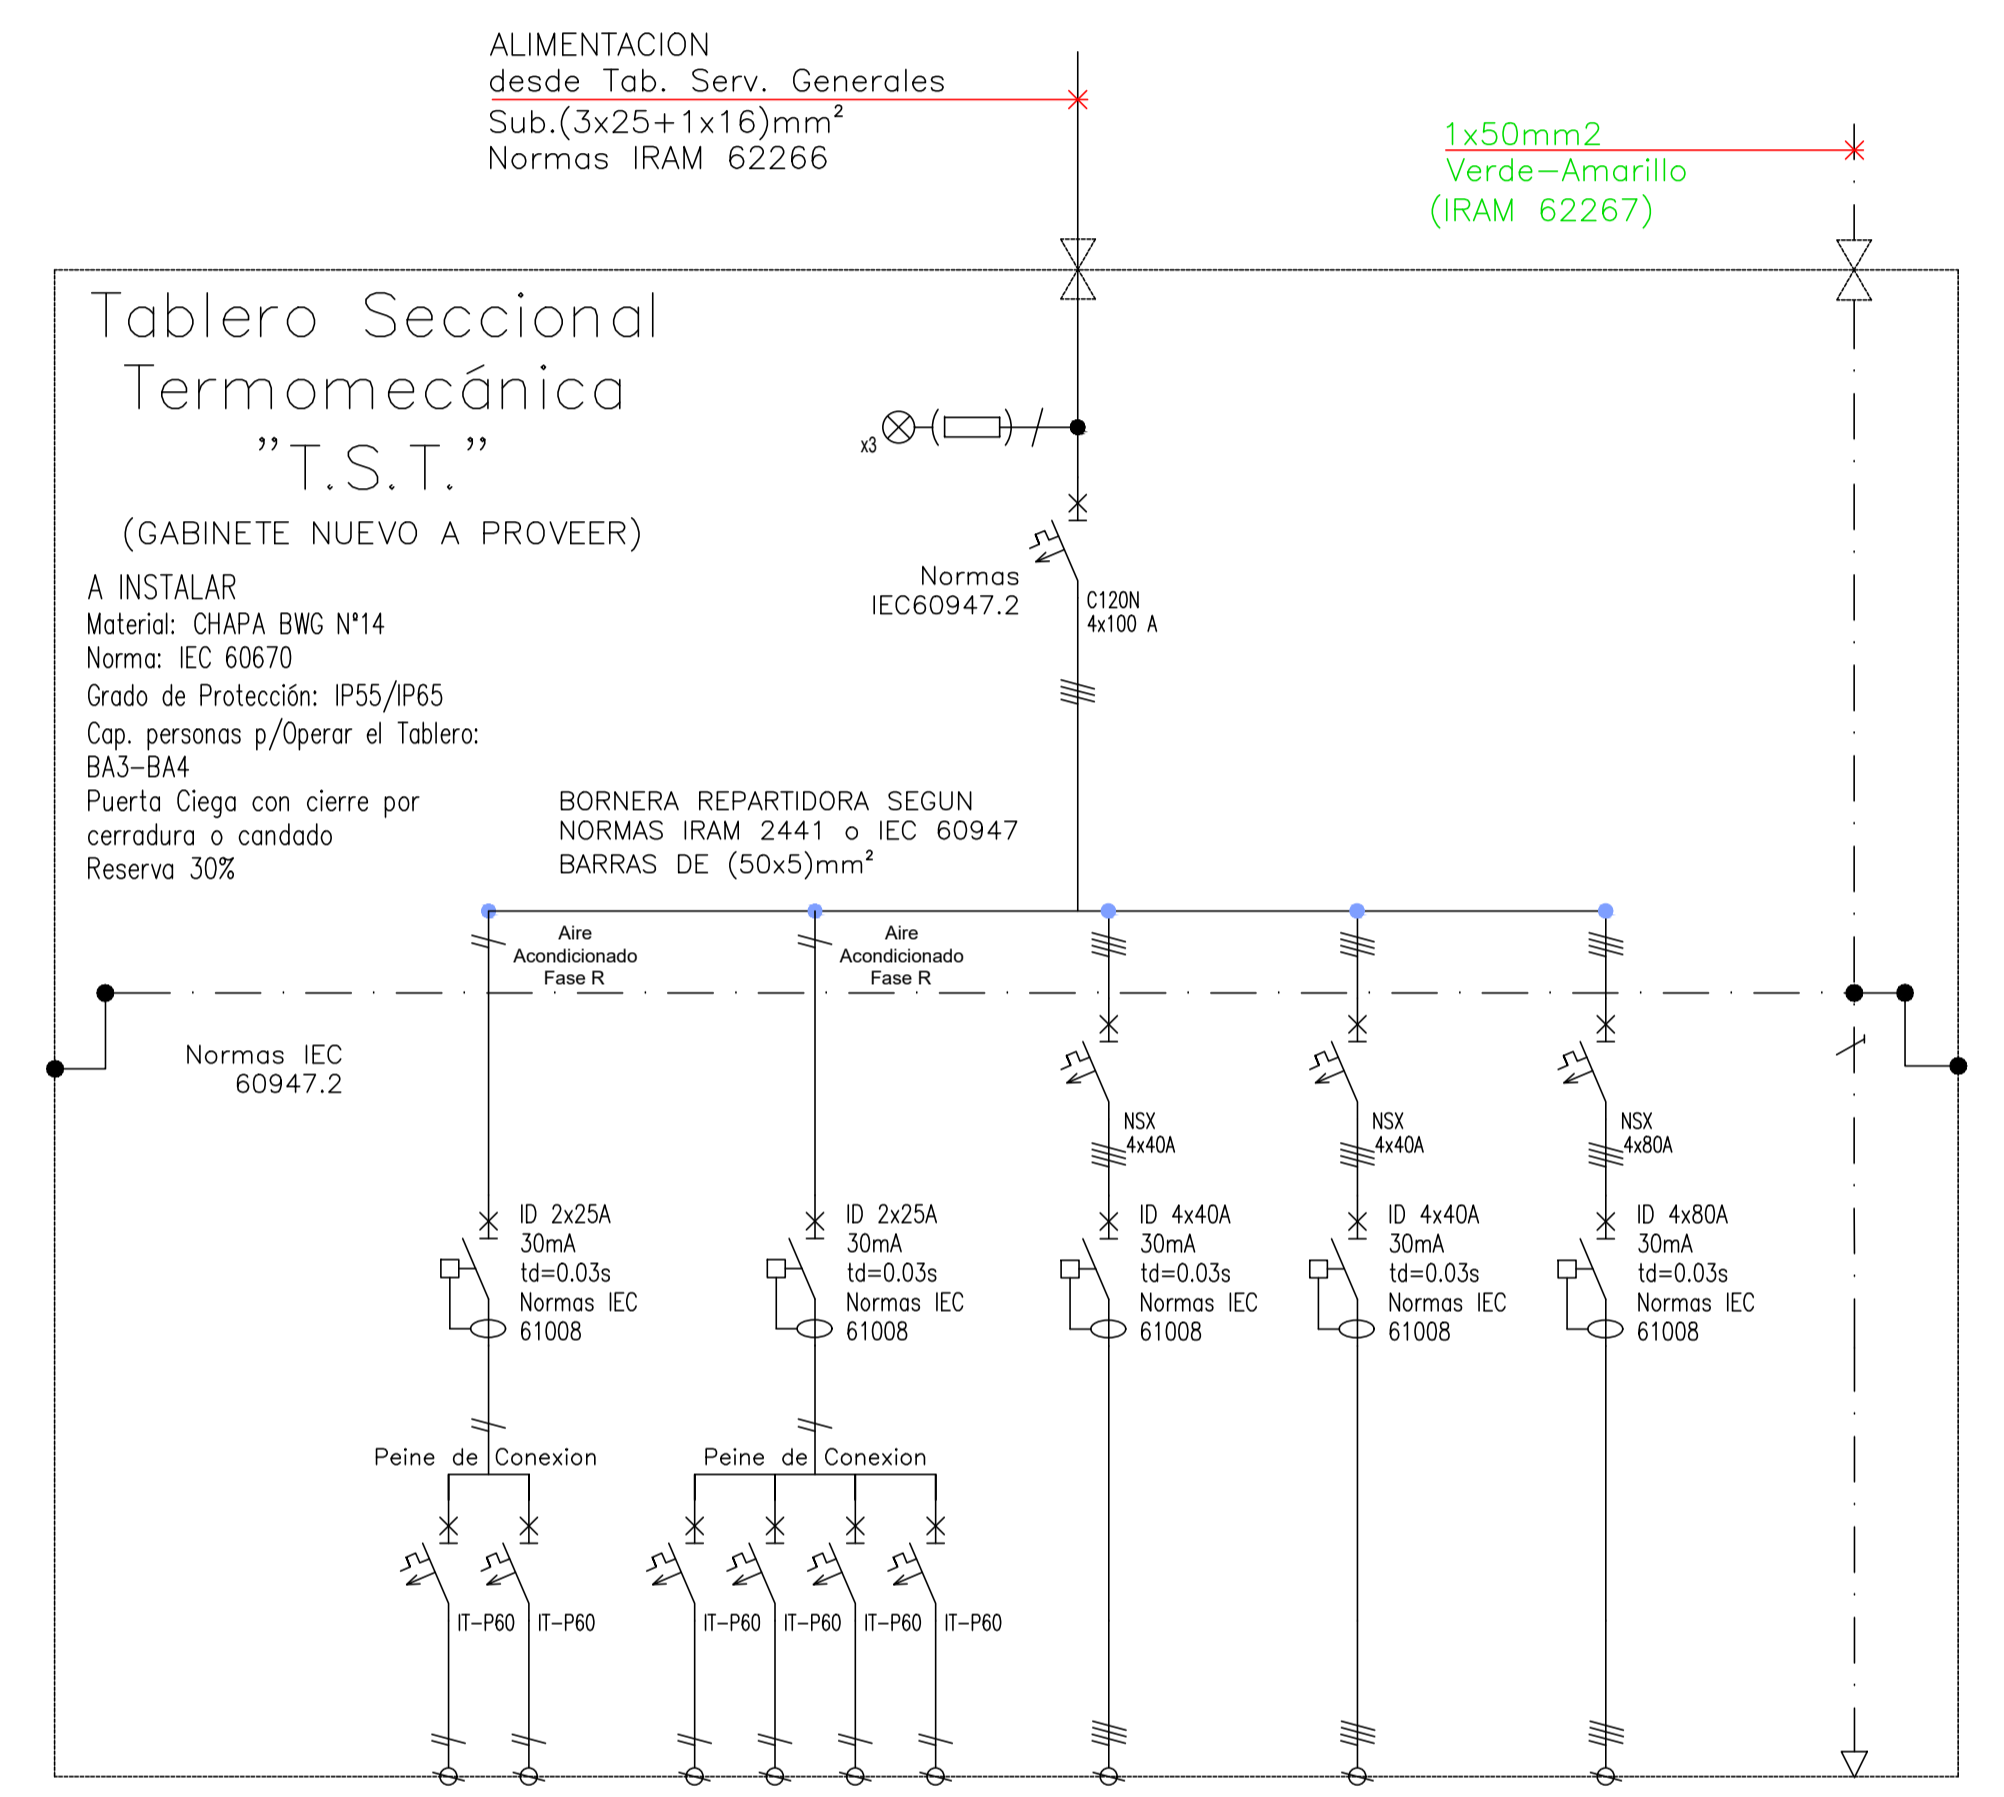 ALIMENTACION
desde Tab. Serv. Generales
Sub.(3x25+1x16)mm²
Normas IRAM 62266
1x50mm2
Verde-Amarillo
(IRAM 62267)
Tablero Seccional
Termomecánica
"T.S.T."
(GABINETE NUEVO A PROVEER)
A INSTALAR
Material: CHAPA BWG N°14
Norma: IEC 60670
Grado de Protección: IP55/IP65
Cap. personas p/Operar el Tablero:
BA3-BA4
Puerta Ciega con cierre por
cerradura o candado
Reserva 30%
x3
Normas
IEC60947.2
C120N
4x100 A
BORNERA REPARTIDORA SEGUN
NORMAS IRAM 2441 o IEC 60947
BARRAS DE (50x5)mm²
Aire
Acondicionado
Fase R
Aire
Acondicionado
Fase R
Normas IEC
60947.2
NSX
4x40A
NSX
4x40A
NSX
4x80A
ID 2x25A
30mA
td=0.03s
Normas IEC
61008
ID 2x25A
30mA
td=0.03s
Normas IEC
61008
ID 4x40A
30mA
td=0.03s
Normas IEC
61008
ID 4x40A
30mA
td=0.03s
Normas IEC
61008
ID 4x80A
30mA
td=0.03s
Normas IEC
61008
Peine de Conexion
Peine de Conexion
IT-P60
IT-P60
IT-P60
IT-P60
IT-P60
IT-P60